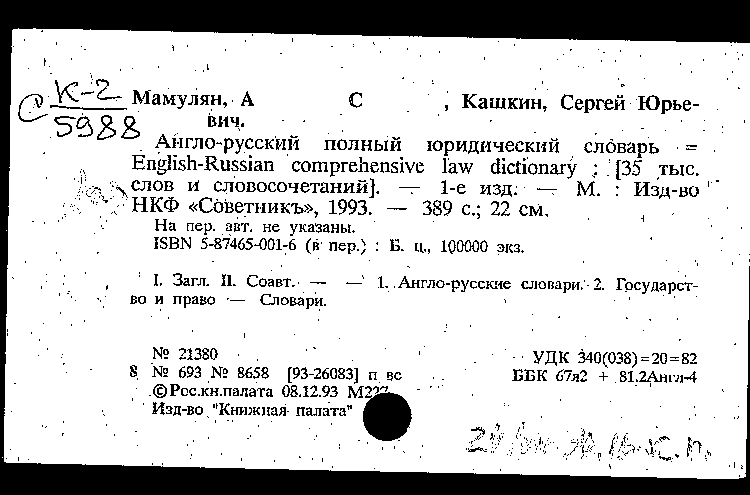 К-2
5988
Мамулян, А С , Кашкин, Сергей Юрье-
вич.
Англо-русский полный юридический словарь =
English-Russian comprehensive law dictionary : [35 тыс.
слов и словосочетаний]. — 1-е изд. — М. : Изд-во
НКФ «Советникъ», 1993. — 389 с.; 22 см.
На пер. авт. не указаны.
ISBN 5-87465-001-6 (в пер.) : Б. ц., 100000 экз.
I. Загл. II. Соавт. — — 1. Англо-русские словари. 2. Государст-
во и право — Словари.
№ 21380 УДК 340(038)=20=82
8 № 693 № 8658 [93-26083] п вс ББК 67я2 + 81.2Англ-4
©Рос.кн.палата 08.12.93 М227
Изд-во "Книжная палата"